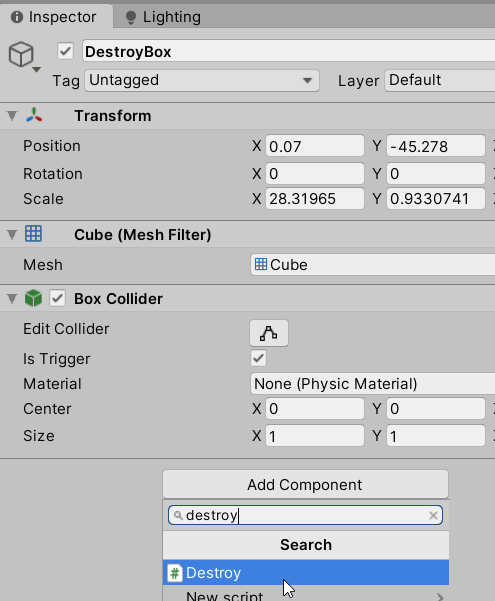 Inspector Lighting
DestroyBox
Tag Untagged Layer Default
Transform
Position X 0.07 Y -45.278
Rotation X 0 Y 0
Scale X 28.31965 Y 0.9330741
Cube (Mesh Filter)
Mesh Cube
Box Collider
Edit Collider
Is Trigger
Material None (Physic Material)
Center X 0 Y 0
Size X 1 Y 1
Add Component
destroy
Search
# Destroy
New script